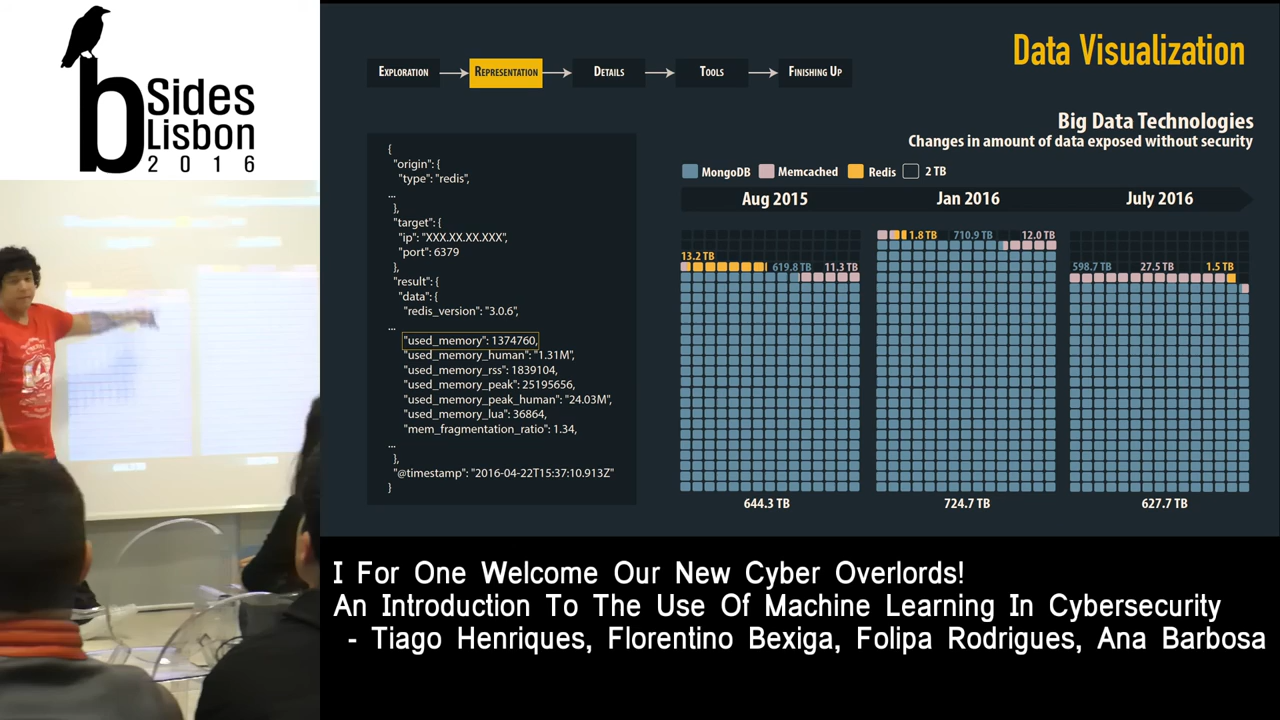 b
Sides
Lisbon
2016
Data Visualization
EXPLORATION
REPRESENTATION
DETAILS
TOOLS
FINISHING UP
Big Data Technologies
Changes in amount of data exposed without security
MongoDB
Memcached
Redis
2 TB
Aug 2015
Jan 2016
July 2016
{
"origin": {
"type": "redis",
...
},
"target": {
"ip": "XXX.XX.XX.XXX",
"port": 6379
},
"result": {
"data": {
"redis_version": "3.0.6",
...
"used_memory": 1374760,
"used_memory_human": "1.31M",
"used_memory_rss": 1839104,
"used_memory_peak": 25195656,
"used_memory_peak_human": "24.03M",
"used_memory_lua": 36864,
"mem_fragmentation_ratio": 1.34,
...
},
"@timestamp": "2016-04-22T15:37:10.913Z"
}
13.2 TB
619.8 TB
11.3 TB
644.3 TB
1.8 TB
710.9 TB
12.0 TB
724.7 TB
598.7 TB
27.5 TB
1.5 TB
627.7 TB
I For One Welcome Our New Cyber Overlords!
An Introduction To The Use Of Machine Learning In Cybersecurity
- Tiago Henriques, Florentino Bexiga, Folipa Rodrigues, Ana Barbosa